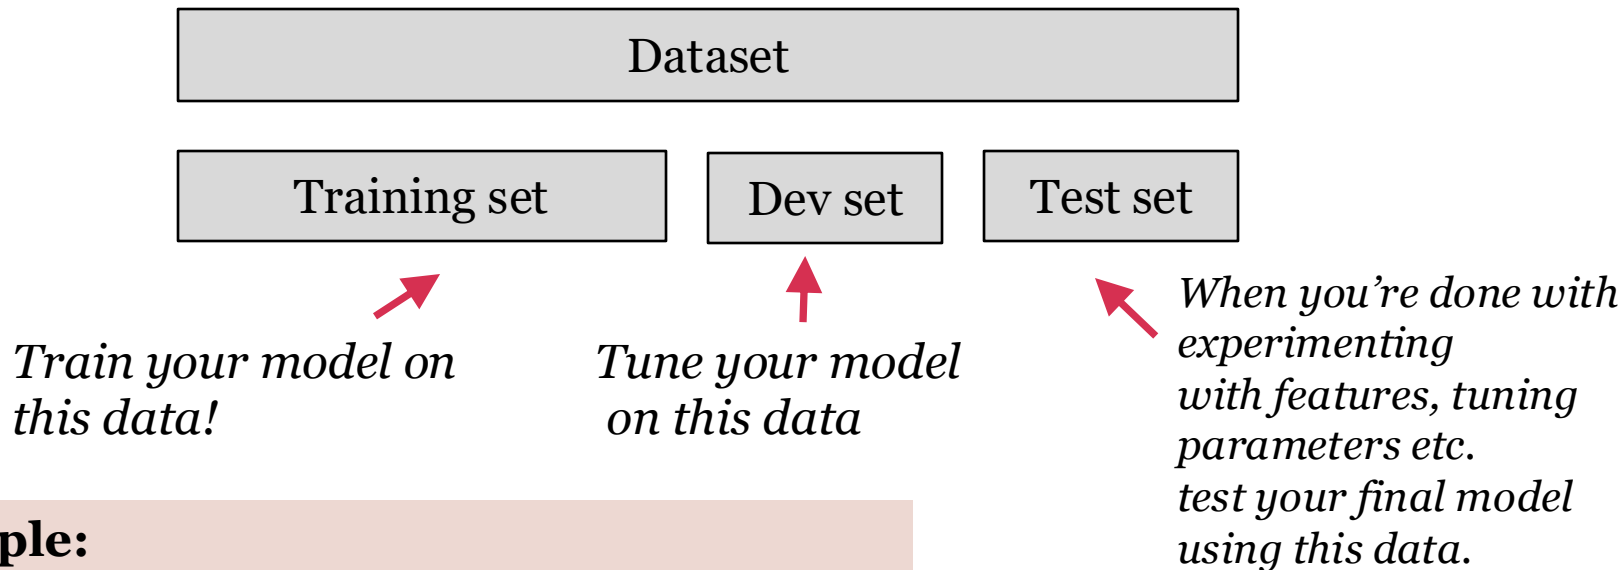 Dataset
Training set
Dev set
Test set
Train your model on
this data!
Tune your model
on this data
When you’re done with
experimenting
with features, tuning
parameters etc.
test your final model
using this data.
ple: